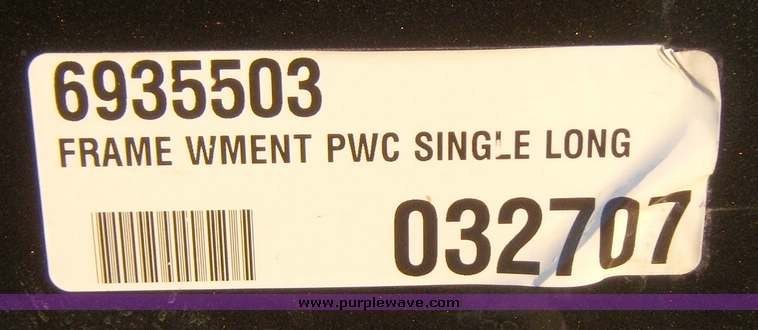 6935503
FRAME WMENT PWC SINGLE LONG
032707
www.purplewave.com